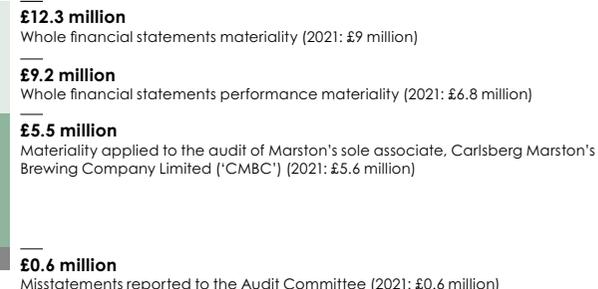 £12.3 million
Whole financial statements materiality (2021: £9 million)
£9.2 million
Whole financial statements performance materiality (2021: £6.8 million)
£5.5 million
Materiality applied to the audit of Marston’s sole associate, Carlsberg Marston’s
Brewing Company Limited (‘CMBC’) (2021: £5.6 million)
£0.6 million
Misstatements reported to the Audit Committee (2021: £0.6 million)